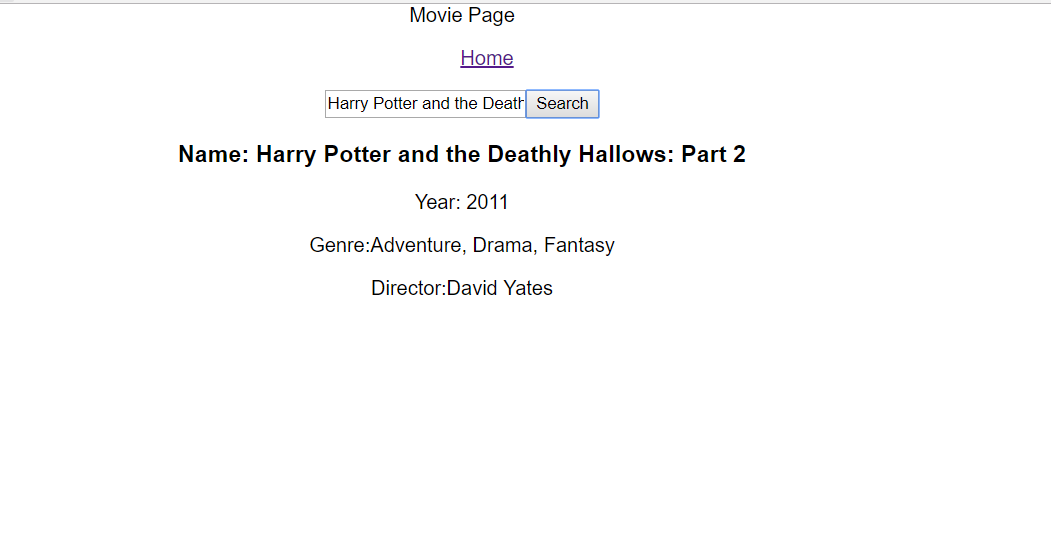 Movie Page
Home
Harry Potter and the Death Search
Name: Harry Potter and the Deathly Hallows: Part 2
Year: 2011
Genre:Adventure, Drama, Fantasy
Director:David Yates